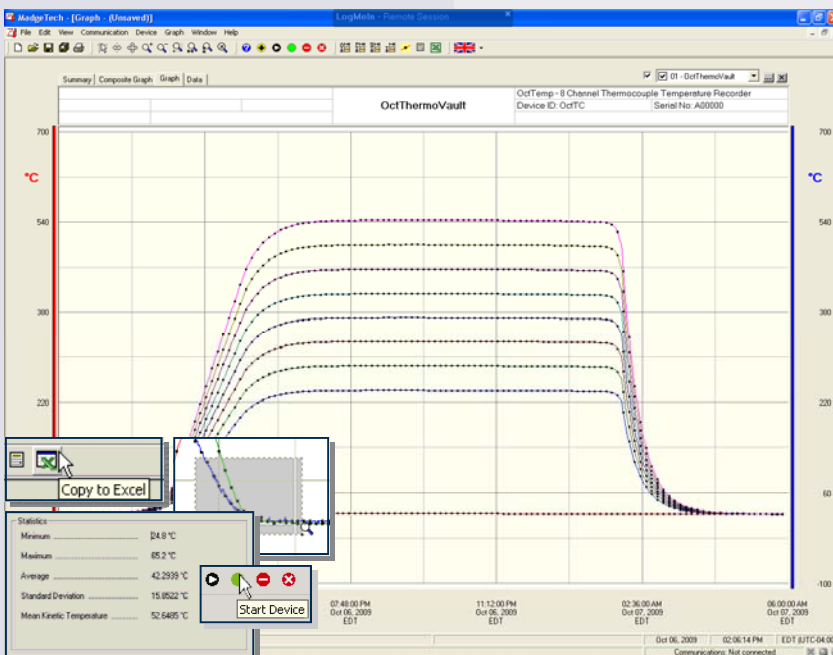 MadgeTech - [Graph - (Unsaved)]
LogMeIn - Remote Session
File Edit View Communication Device Graph Window Help
Summary Composite Graph Graph Data
01 - OctThermoVault
OctThermoVault
OctTemp - 8 Channel Thermocouple Temperature Recorder
Device ID: OctTC
Serial No: A00000
700
700
°C
°C
540
540
380
380
220
220
60
-100
Copy to Excel
Statistics
Minimum 24.8 °C
Maximum 65.2 °C
Average 42.2939 °C
Standard Deviation 15.8522 °C
Mean Kinetic Temperature 52.6485 °C
Start Device
07:48:00 PM
Oct 06, 2009
EDT
11:12:00 PM
Oct 06, 2009
EDT
02:36:00 AM
Oct 07, 2009
EDT
06:00:00 AM
Oct 07, 2009
EDT
Oct 06, 2009 02:06:14 PM EDT (UTC-04:00
Communications: Not connected